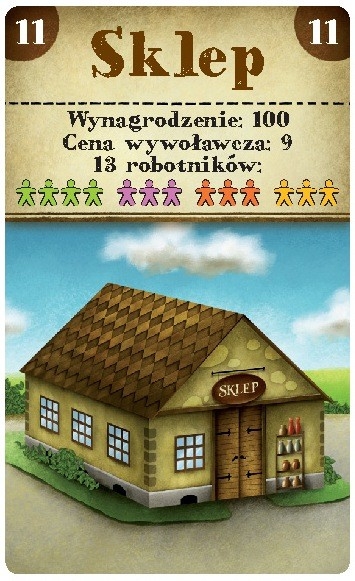 11 11
Sklep
Wynagrodzenie: 100
Cena wywoławcza: 9
13 robotników:
SKLEP